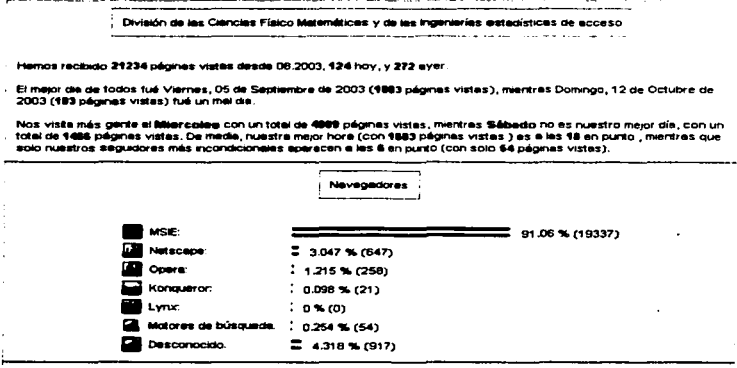 División de las Ciencias Físico Matemáticas y de las Ingenierías estadísticas de acceso
Hemos recibido 21234 páginas vistas desde 08.2003, 124 hoy, y 272 ayer.
El mejor dia de todos fué Viernes, 05 de Septiembre de 2003 ( páginas vistas), mientras Domingo, 12 de Octubre de
2003 ( páginas vistas) fué un mal dia.
Nos visita más gente el Miercoles con un total de páginas vistas, mientras Sábado no es nuestro mejor día, con un
total de páginas vistas. De media, nuestra mejor hora (con páginas vistas ) es a las 18 en punto , mientras que
solo nuestros seguidores más incondicionales aparecen a las 6 en punto (con solo 64 páginas vistas).
Navegadores
MSIE: 91.06 % (19337)
Netscape: 3.047 % (647)
Opera: 1.215 % (258)
Konqueror: 0.098 % (21)
Lynx: 0 % (0)
Motores de búsqueda. 0.254 % (54)
Desconocido. 4.318 % (917)